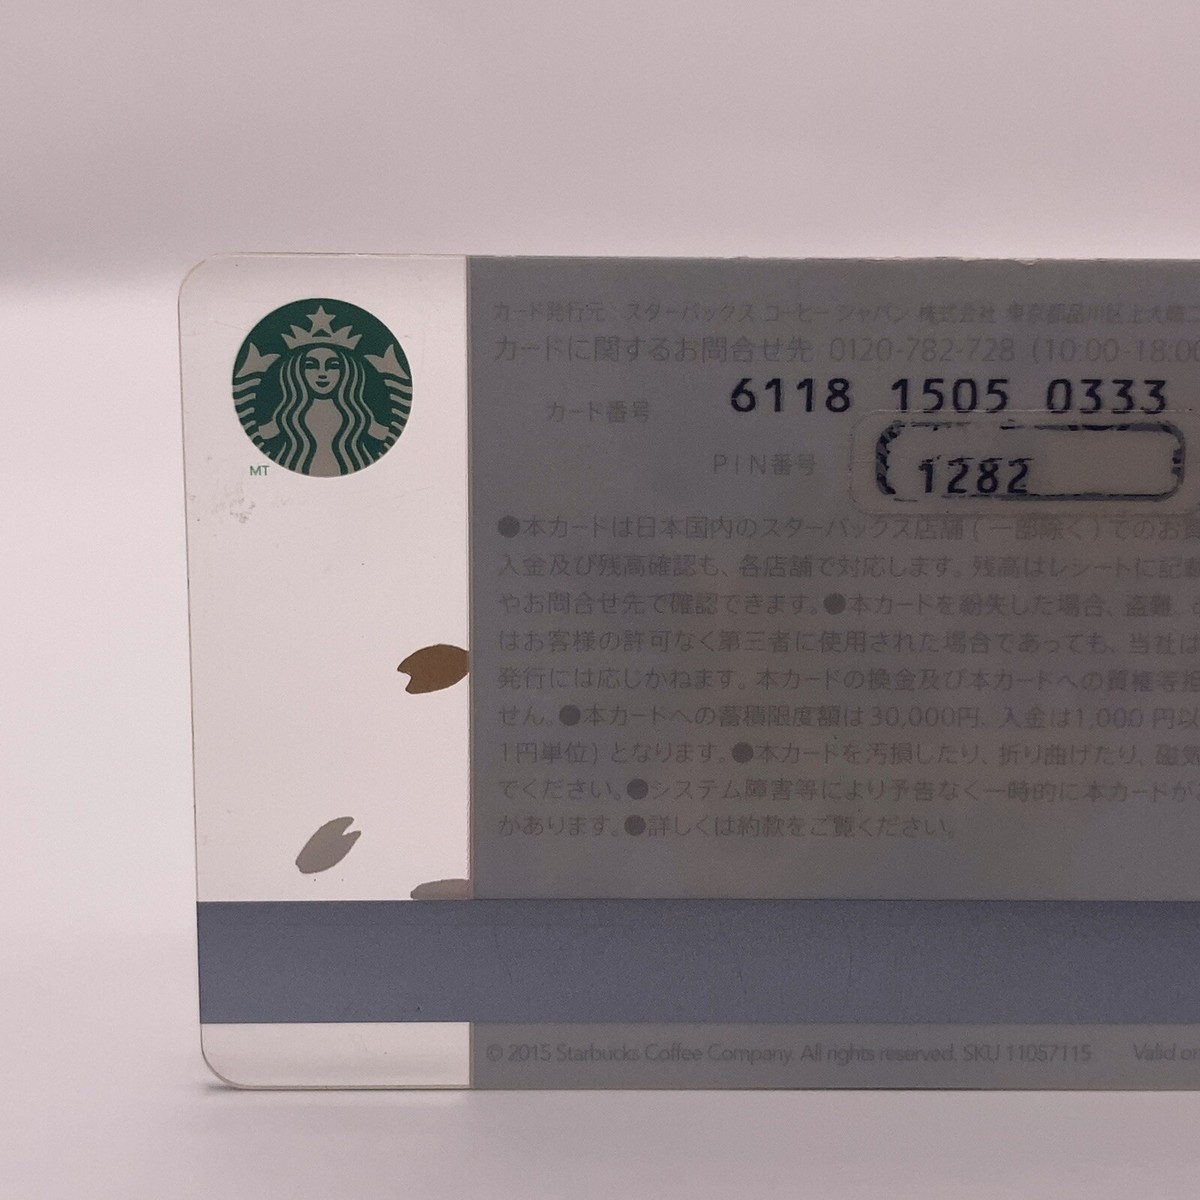 カード発行元:スターバックス コーヒー ジャパン 株式会社 東京都品川区上大崎二
カードに関するお問合せ先 0120-782-728 (10:00-18:00
カード番号 6118 1505 0333
PIN番号 1282
MT
●本カードは日本国内のスターバックス店舗(一部除く)でのお買
入金及び残高確認も、各店舗で対応します。残高はレシートに記載
やお問合せ先で確認できます。●本カードを紛失した場合、盗難、
はお客様の許可なく第三者に使用された場合であっても、当社は
発行には応じかねます。本カードの換金及び本カードへの質権等担
せん。●本カードへの蓄積限度額は30,000円、入金は1,000円以
1円単位)となります。●本カードを汚損したり、折り曲げたり、磁気
てください。●システム障害等により予告なく一時的に本カードが
があります。●詳しくは約款をご覧ください。
© 2015 Starbucks Coffee Company. All rights reserved. SKU 11057115 Valid